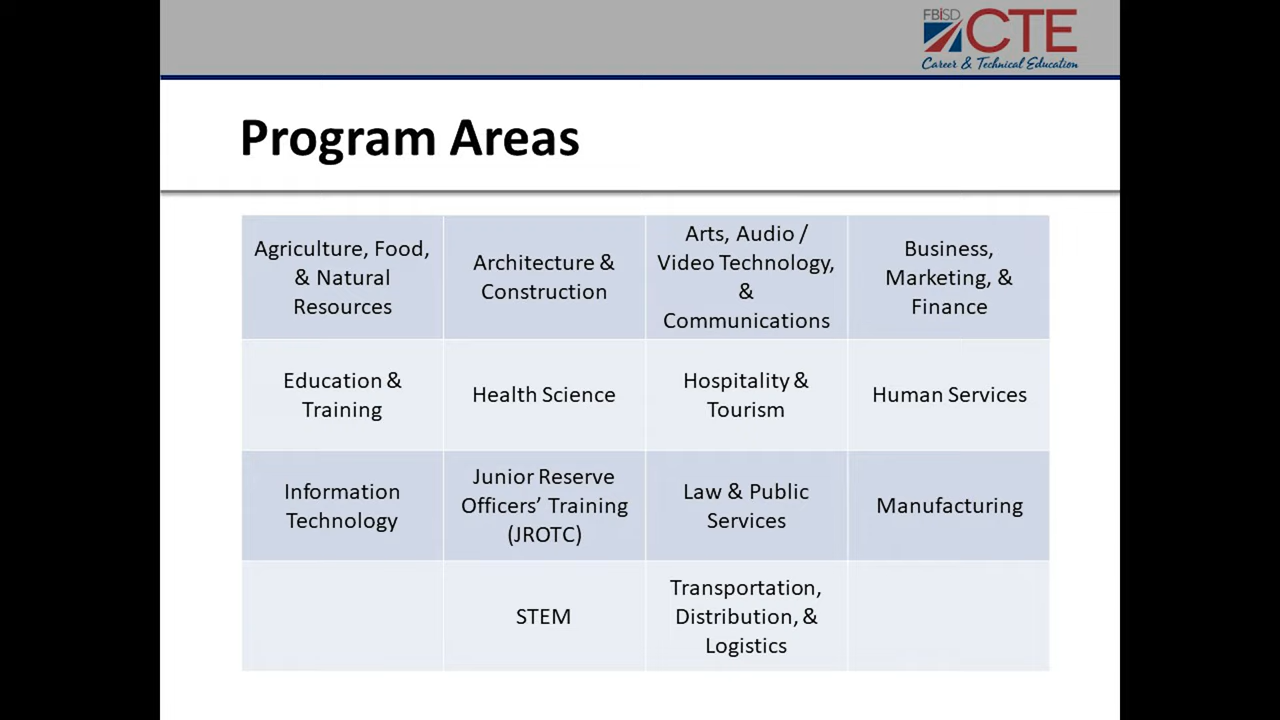 FBISD
CTE
Career & Technical Education
Program Areas
Agriculture, Food,
& Natural
Resources
Architecture &
Construction
Arts, Audio /
Video Technology,
&
Communications
Business,
Marketing, &
Finance
Education &
Training
Health Science
Hospitality &
Tourism
Human Services
Information
Technology
Junior Reserve
Officers’ Training
(JROTC)
Law & Public
Services
Manufacturing
STEM
Transportation,
Distribution, &
Logistics